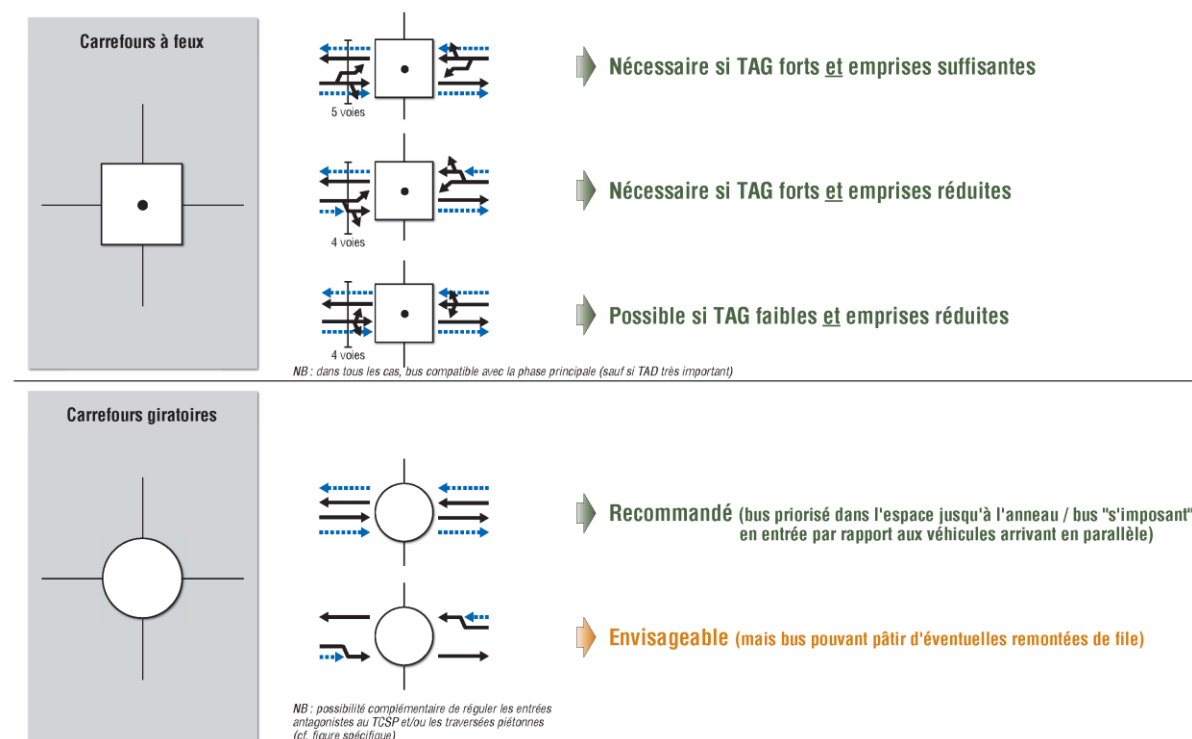 Carrefours à feux
5 voies
Nécessaire si TAG forts et emprises suffisantes
4 voies
Nécessaire si TAG forts et emprises réduites
4 voies
Possible si TAG faibles et emprises réduites
NB : dans tous les cas, bus compatible avec la phase principale (sauf si TAD très important)
Carrefours giratoires
Recommandé (bus priorisé dans l'espace jusqu'à l'anneau / bus "s'imposant"
en entrée par rapport aux véhicules arrivant en parallèle)
Envisageable (mais bus pouvant pâtir d'éventuelles remontées de file)
NB : possibilité complémentaire de réguler les entrées
antagonistes au TCSP et/ou les traversées piétonnes
(cf. figure spécifique)